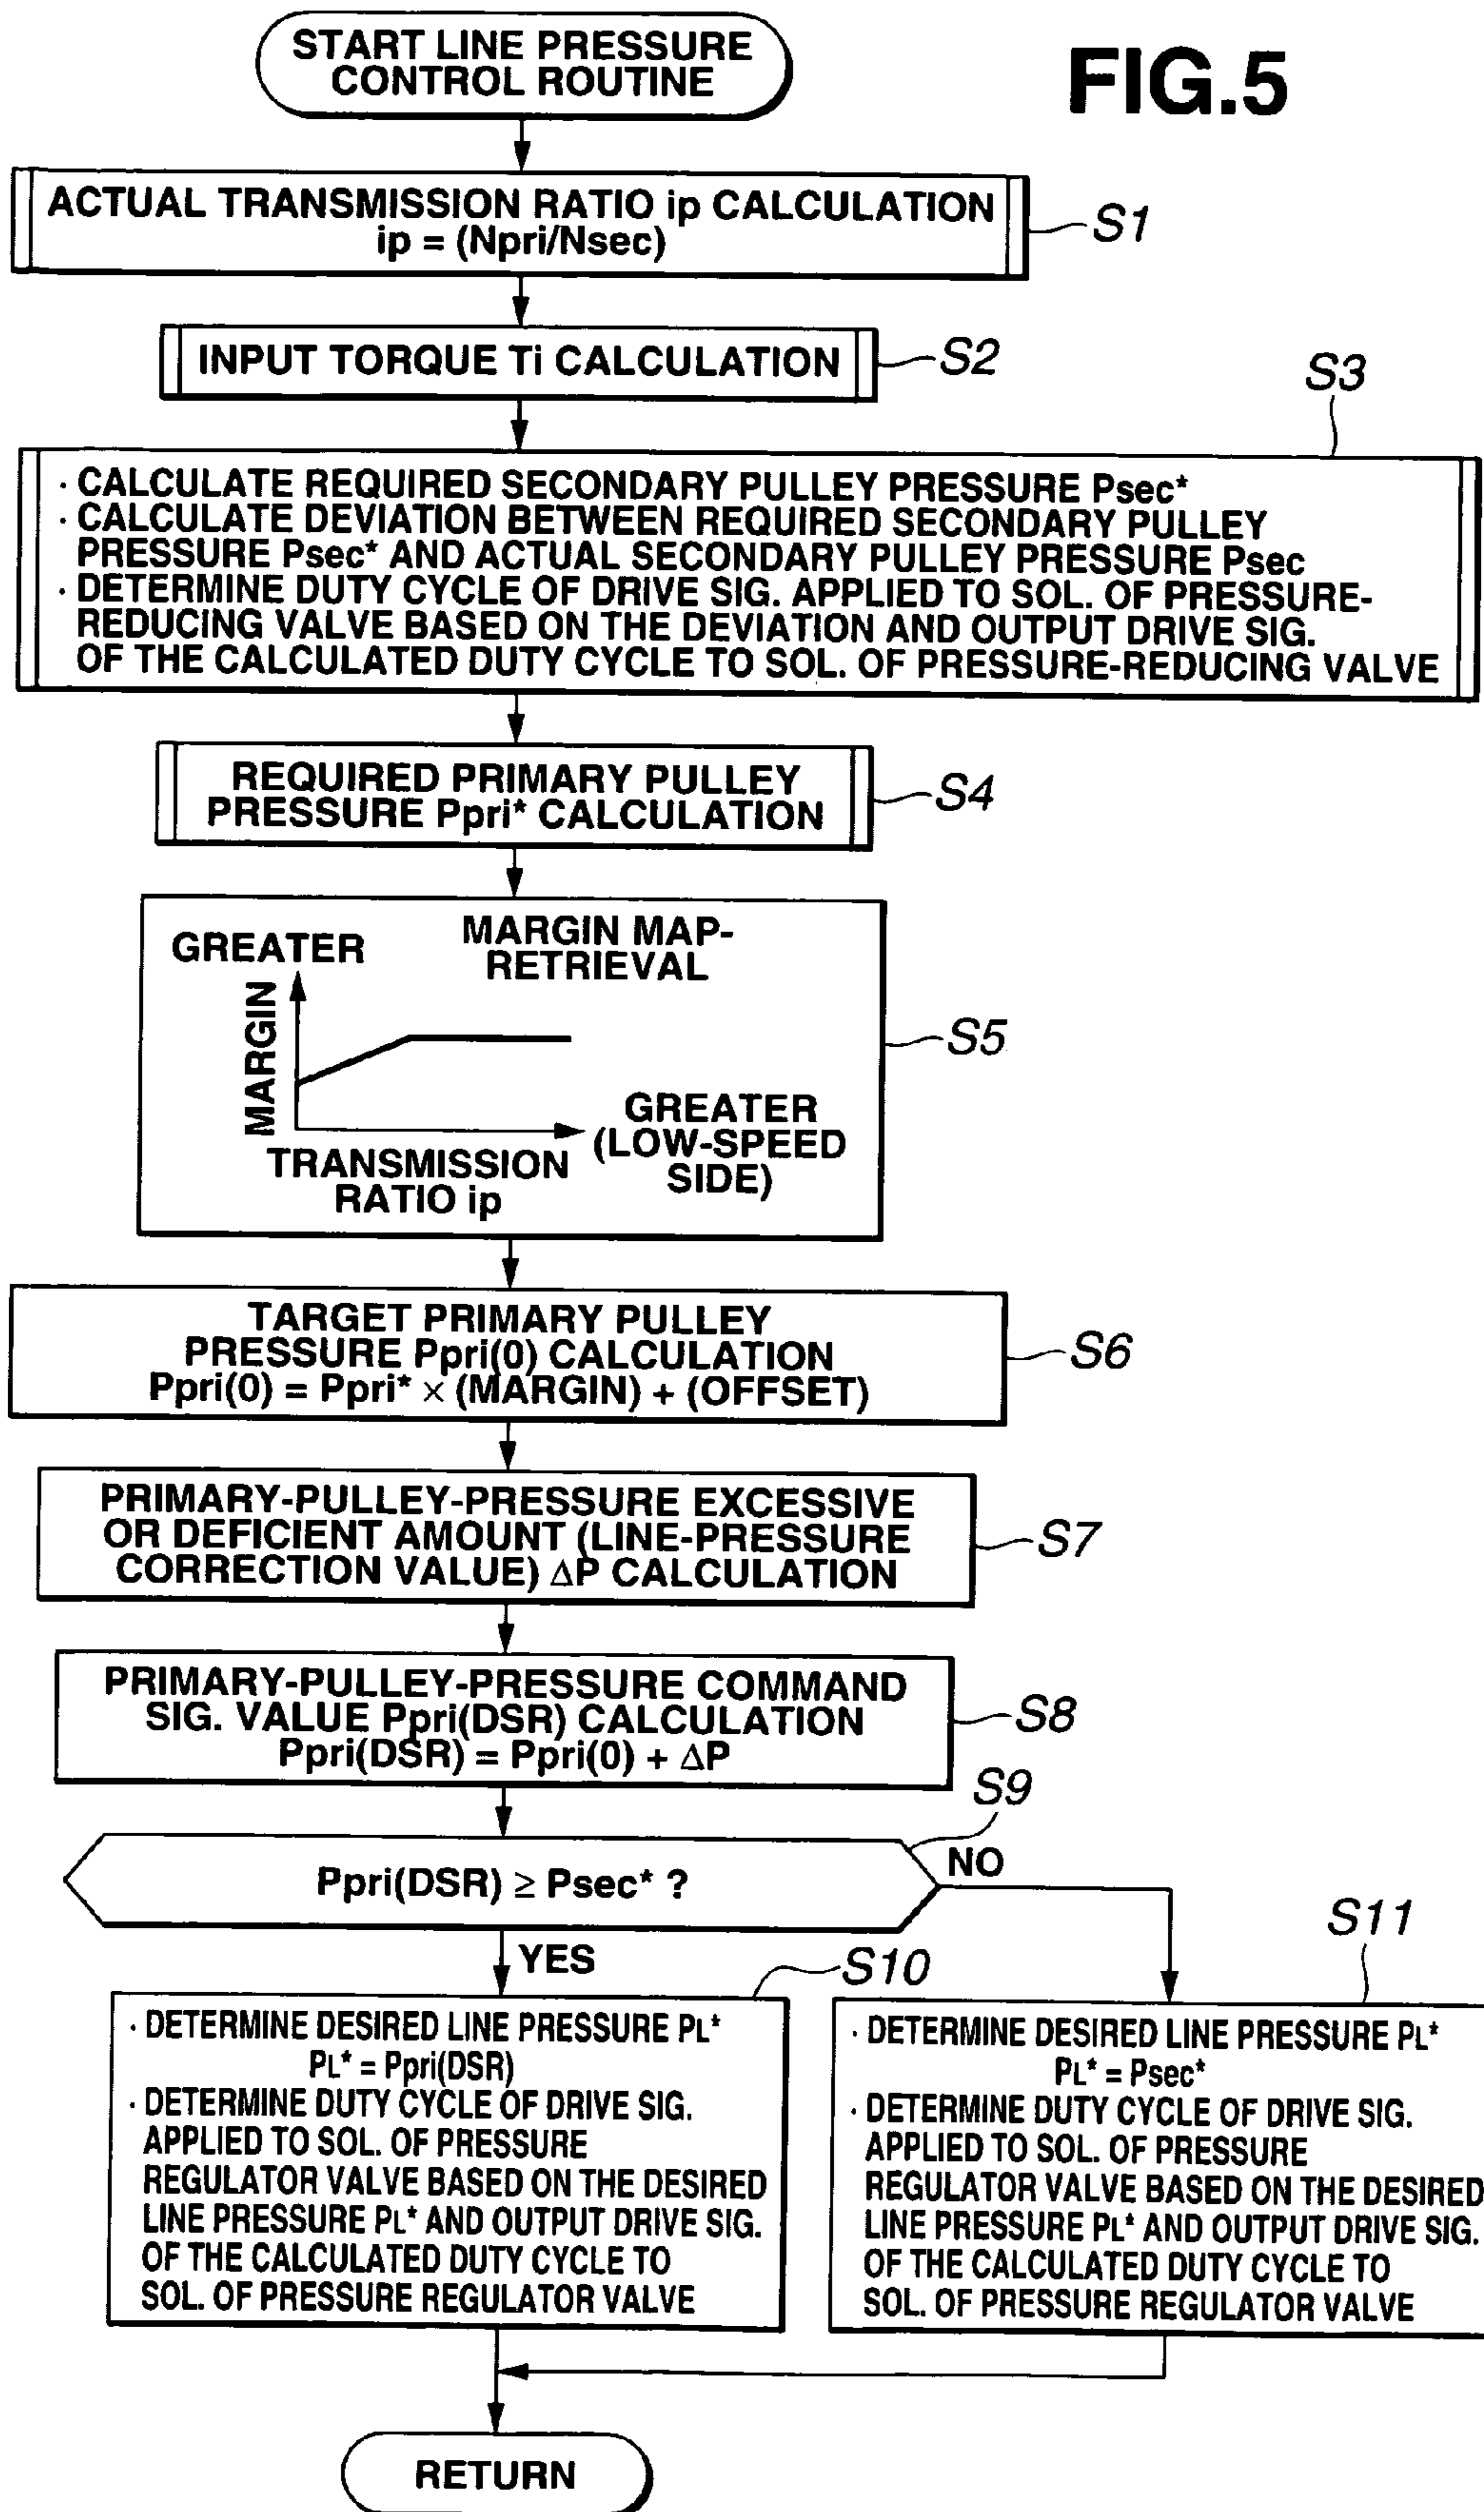 START LINE PRESSURE
CONTROL ROUTINE
FIG.5
ACTUAL TRANSMISSION RATIO ip CALCULATION
ip = (Npri/Nsec)
S1
INPUT TORQUE Ti CALCULATION
S2
S3
· CALCULATE REQUIRED SECONDARY PULLEY PRESSURE Psec*
· CALCULATE DEVIATION BETWEEN REQUIRED SECONDARY PULLEY
PRESSURE Psec* AND ACTUAL SECONDARY PULLEY PRESSURE Psec
· DETERMINE DUTY CYCLE OF DRIVE SIG. APPLIED TO SOL. OF PRESSURE-
REDUCING VALVE BASED ON THE DEVIATION AND OUTPUT DRIVE SIG.
OF THE CALCULATED DUTY CYCLE TO SOL. OF PRESSURE-REDUCING VALVE
REQUIRED PRIMARY PULLEY
PRESSURE Ppri* CALCULATION
S4
MARGIN MAP-
RETRIEVAL
GREATER
MARGIN
S5
GREATER
(LOW-SPEED
SIDE)
TRANSMISSION
RATIO ip
TARGET PRIMARY PULLEY
PRESSURE Ppri(0) CALCULATION
Ppri(0) = Ppri* × (MARGIN) + (OFFSET)
S6
PRIMARY-PULLEY-PRESSURE EXCESSIVE
OR DEFICIENT AMOUNT (LINE-PRESSURE
CORRECTION VALUE) ΔP CALCULATION
S7
PRIMARY-PULLEY-PRESSURE COMMAND
SIG. VALUE Ppri(DSR) CALCULATION
Ppri(DSR) = Ppri(0) + ΔP
S8
S9
Ppri(DSR) ≥ Psec* ?
NO
YES
S10
· DETERMINE DESIRED LINE PRESSURE PL*
PL* = Ppri(DSR)
· DETERMINE DUTY CYCLE OF DRIVE SIG.
APPLIED TO SOL. OF PRESSURE
REGULATOR VALVE BASED ON THE DESIRED
LINE PRESSURE PL* AND OUTPUT DRIVE SIG.
OF THE CALCULATED DUTY CYCLE TO
SOL. OF PRESSURE REGULATOR VALVE
S11
· DETERMINE DESIRED LINE PRESSURE PL*
PL* = Psec*
· DETERMINE DUTY CYCLE OF DRIVE SIG.
APPLIED TO SOL. OF PRESSURE
REGULATOR VALVE BASED ON THE DESIRED
LINE PRESSURE PL* AND OUTPUT DRIVE SIG.
OF THE CALCULATED DUTY CYCLE TO
SOL. OF PRESSURE REGULATOR VALVE
RETURN